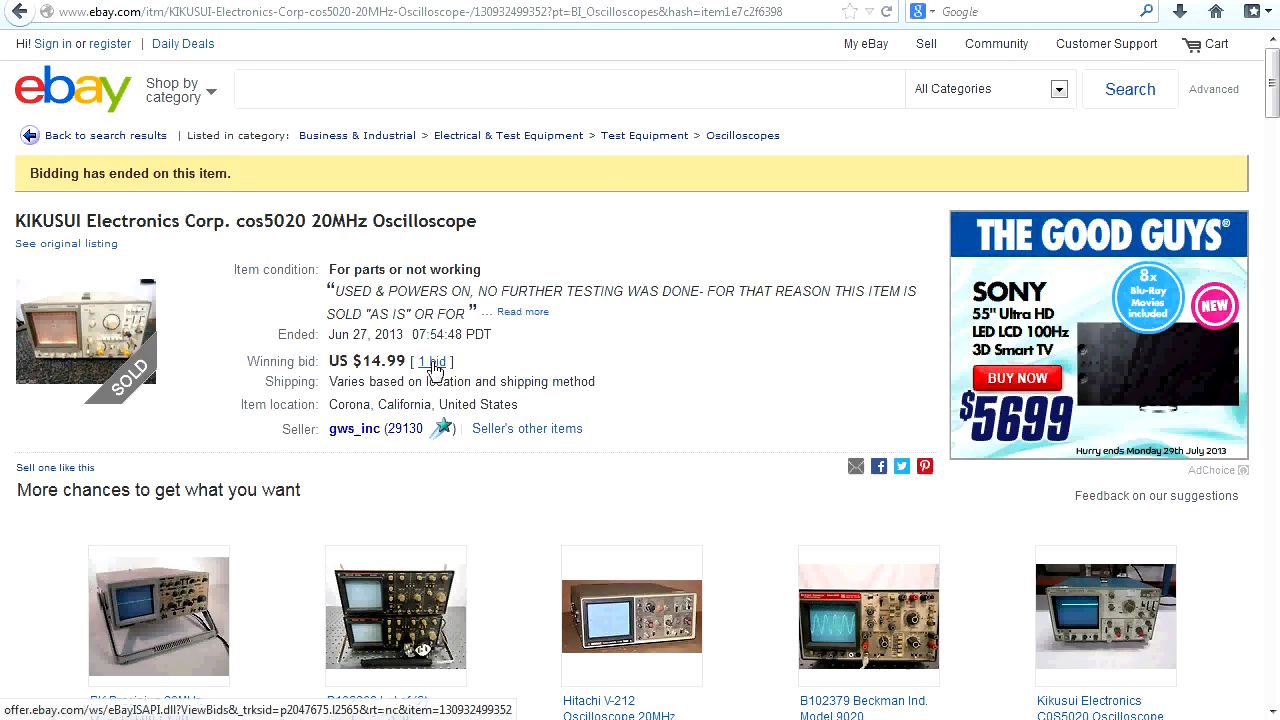 www.ebay.com/itm/KIKUSUI-Electronics-Corp-cos5020-20MHz-Oscilloscope-/130932499352?pt=BI_Oscilloscopes&hash=item1e7c2f6398
Google
Hi! Sign in or register | Daily Deals
My eBay Sell Community Customer Support Cart
ebay
Shop by
category
All Categories
Search
Advanced
Back to search results | Listed in category: Business & Industrial > Electrical & Test Equipment > Test Equipment > Oscilloscopes
Bidding has ended on this item.
KIKUSUI Electronics Corp. cos5020 20MHz Oscilloscope
See original listing
Item condition: For parts or not working
“USED & POWER ON, NO FURTHER TESTING WAS DONE- FOR THAT REASON THIS ITEM IS
SOLD "AS IS" OR FOR ” ... Read more
Ended: Jun 27, 2013 07:54:48 PDT
Winning bid: US $14.99 [ 1 bid ]
Shipping: Varies based on location and shipping method
Item location: Corona, California, United States
Seller: gws_inc (29130 ) | Seller's other items
SOLD
THE GOOD GUYS®
8x
Blu-Ray
Movies
included
NEW
SONY
55" Ultra HD
LED LCD 100Hz
3D Smart TV
BUY NOW
$5699
Hurry ends Monday 29th July 2013
AdChoice
Sell one like this
More chances to get what you want
Feedback on our suggestions
Hitachi V-212
Oscilloscope 20MHz
B102379 Beckman Ind.
Model 9020
Kikusui Electronics
COS5020 Oscilloscope
offer.ebay.com/ws/eBayISAPI.dll?ViewBids&_trksid=p2047675.l2565&rt=nc&item=130932499352